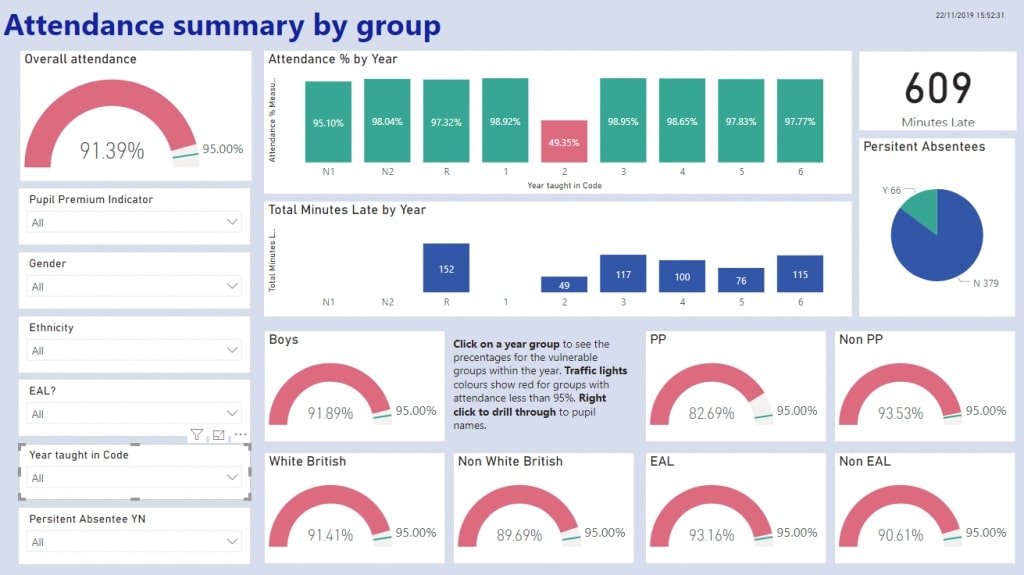 Attendance summary by group
22/11/2019 15:52:31
Overall attendance
91.39%
95.00%
Pupil Premium Indicator
All
Gender
All
Ethnicity
All
EAL?
All
Year taught in Code
All
Persitent Absentee YN
All
Attendance % by Year
Attendance % Measu...
95.10% 98.04% 97.32% 98.92% 49.35% 98.95% 98.65% 97.83% 97.77%
N1 N2 R 1 2 3 4 5 6
Year taught in Code
Total Minutes Late by Year
Total Minutes L...
152 49 117 100 76 115
N1 N2 R 1 2 3 4 5 6
609
Minutes Late
Persitent Absentees
Y 66
N 379
Boys
91.89%
95.00%
Click on a year group to see the
precentages for the vulnerable
groups within the year. Traffic lights
colours show red for groups with
attendance less than 95%. Right
click to drill through to pupil
names.
PP
82.69%
95.00%
Non PP
93.53%
95.00%
White British
91.41%
95.00%
Non White British
89.69%
95.00%
EAL
93.16%
95.00%
Non EAL
90.61%
95.00%